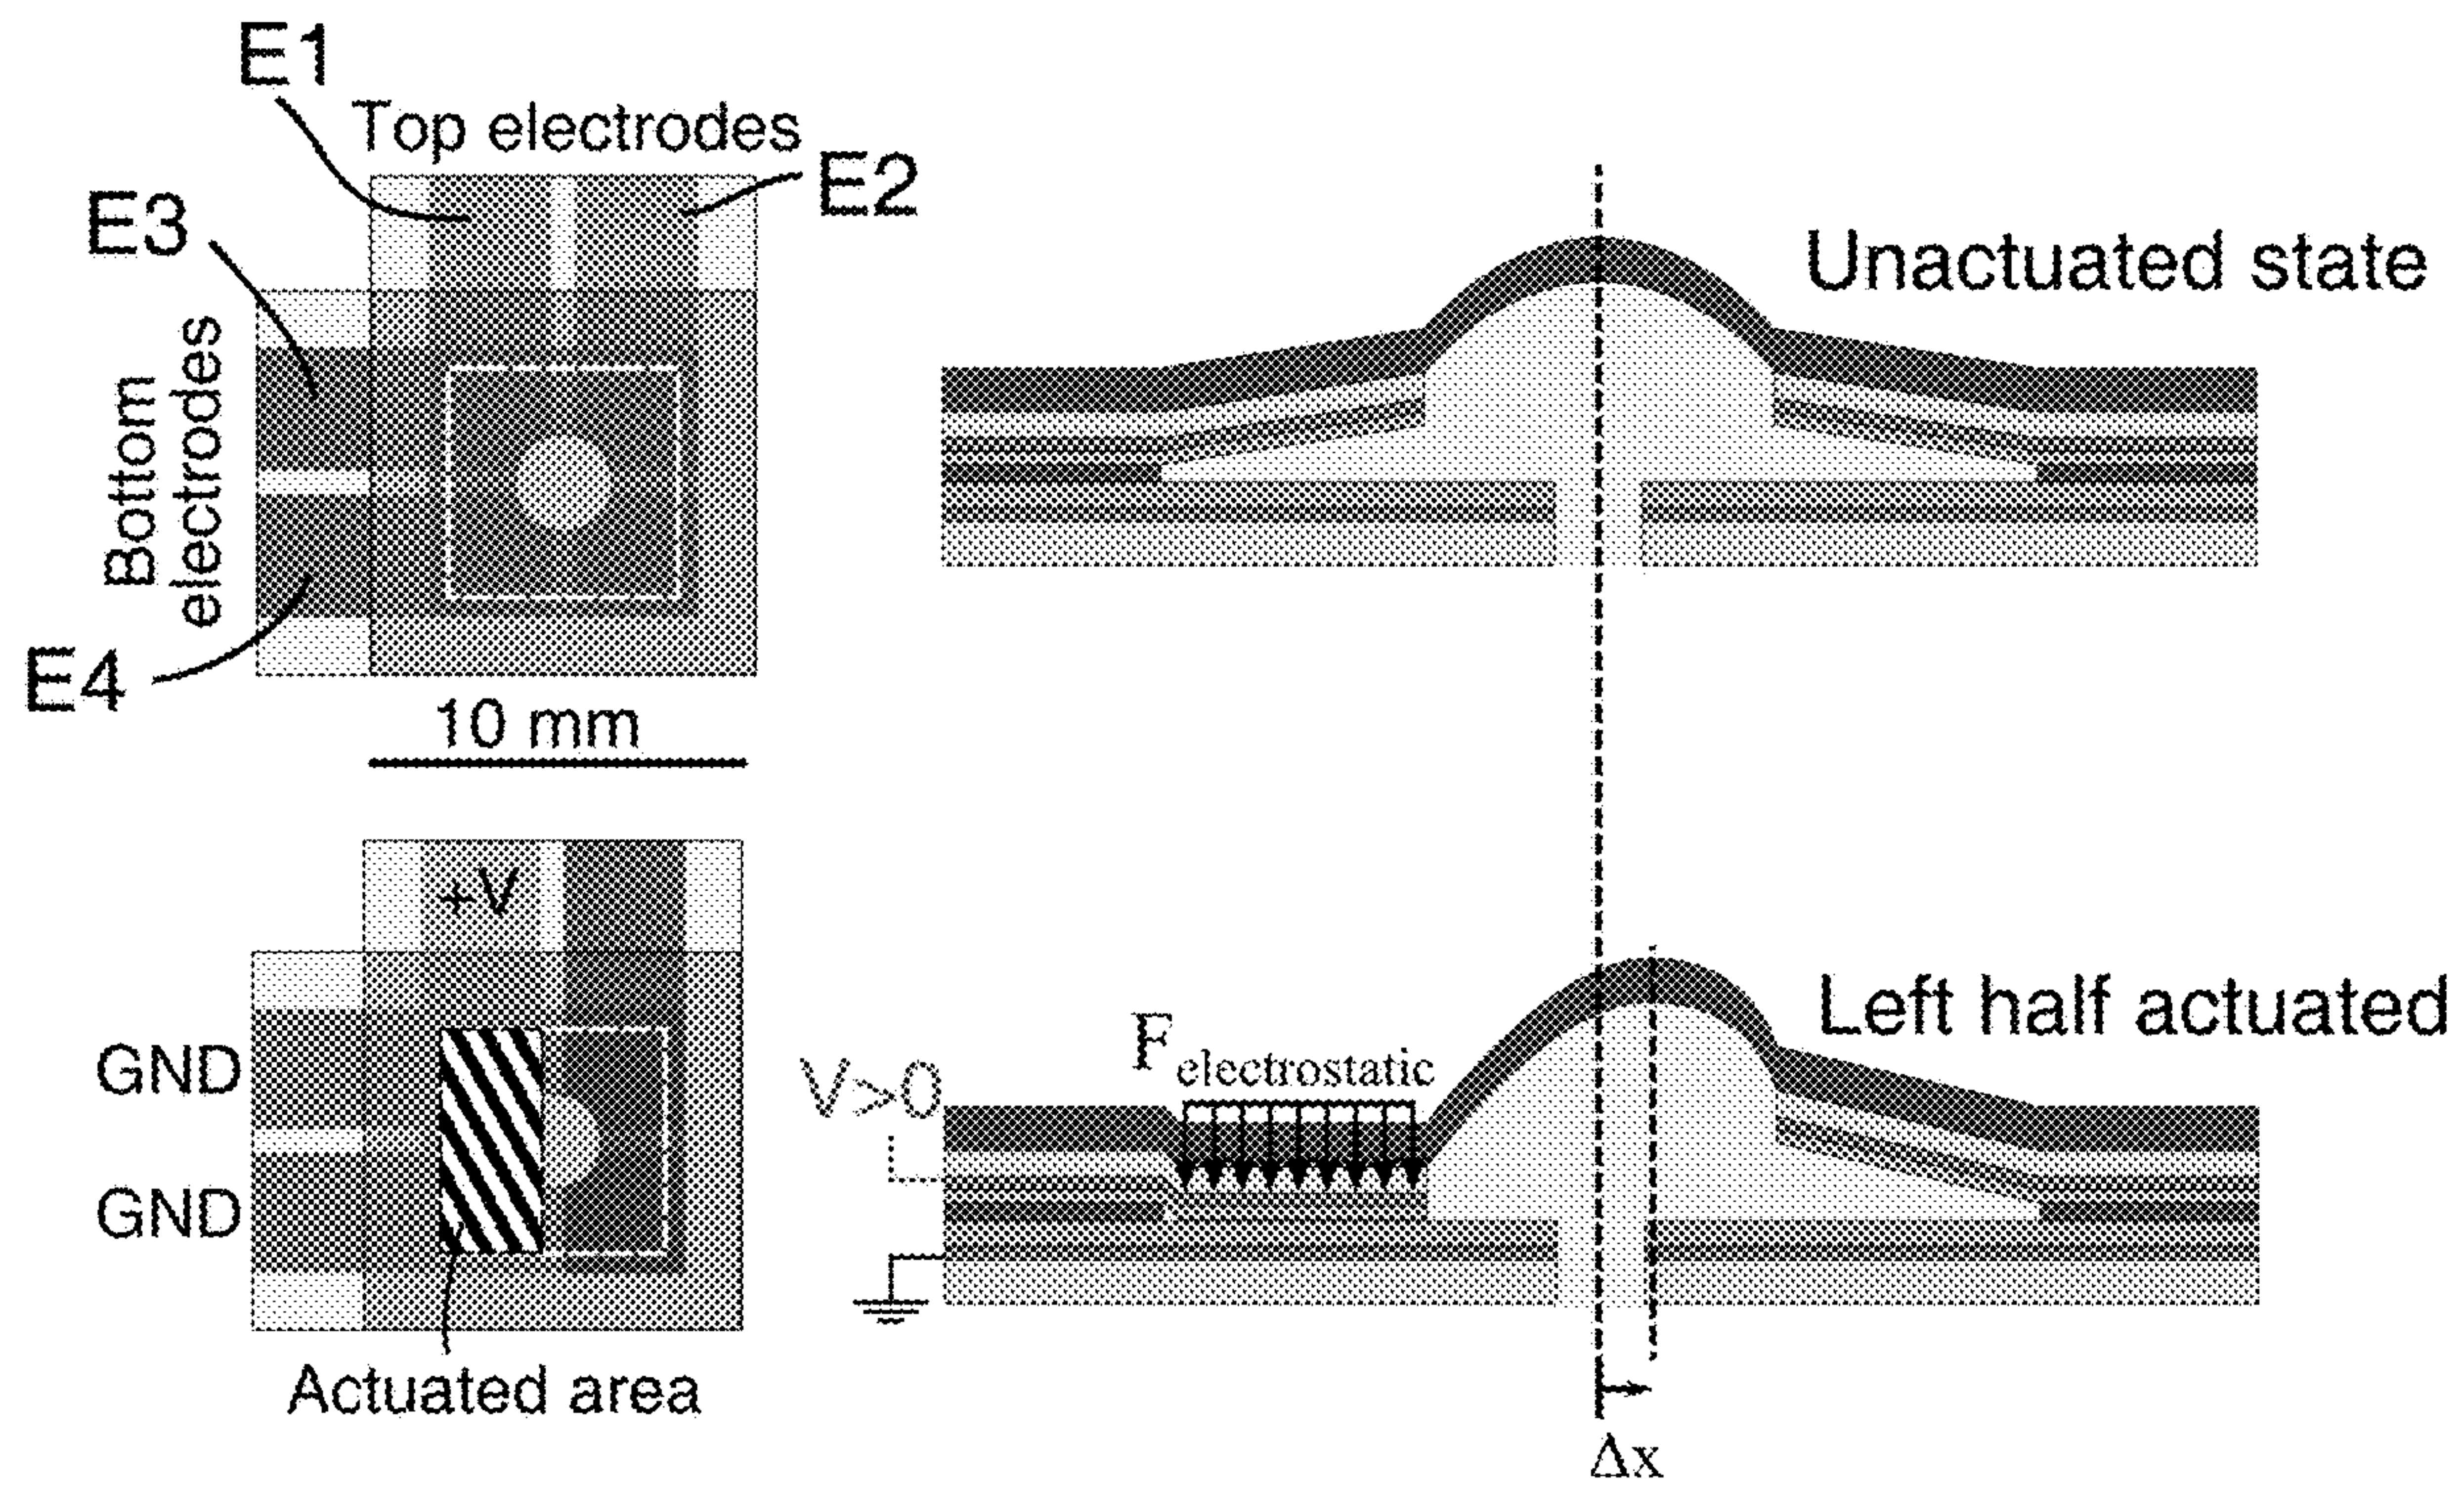 E1
Top electrodes
E2
E3
Bottom
electrodes
E4
10 mm
Unactuated state
+V
GND
GND
Actuated area
V>0
Felectrostatic
Left half actuated
Δx